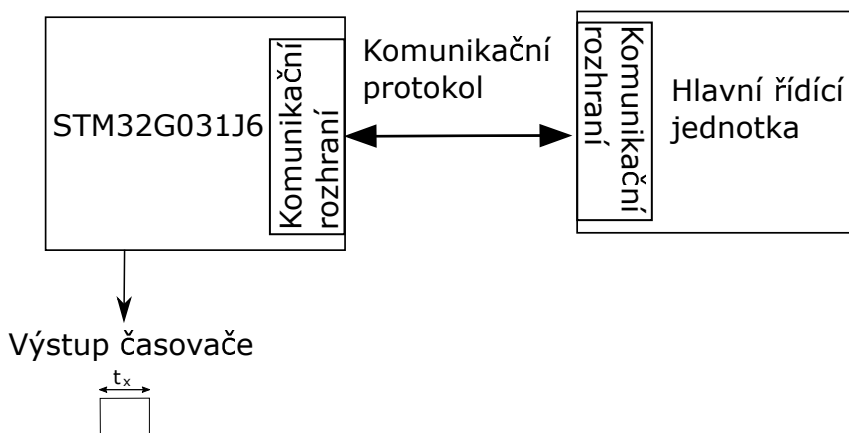 STM32G031J6
Komunikační
rozhraní
Komunikační
protokol
Komunikační
rozhraní
Hlavní řídící
jednotka
Výstup časovače
tx